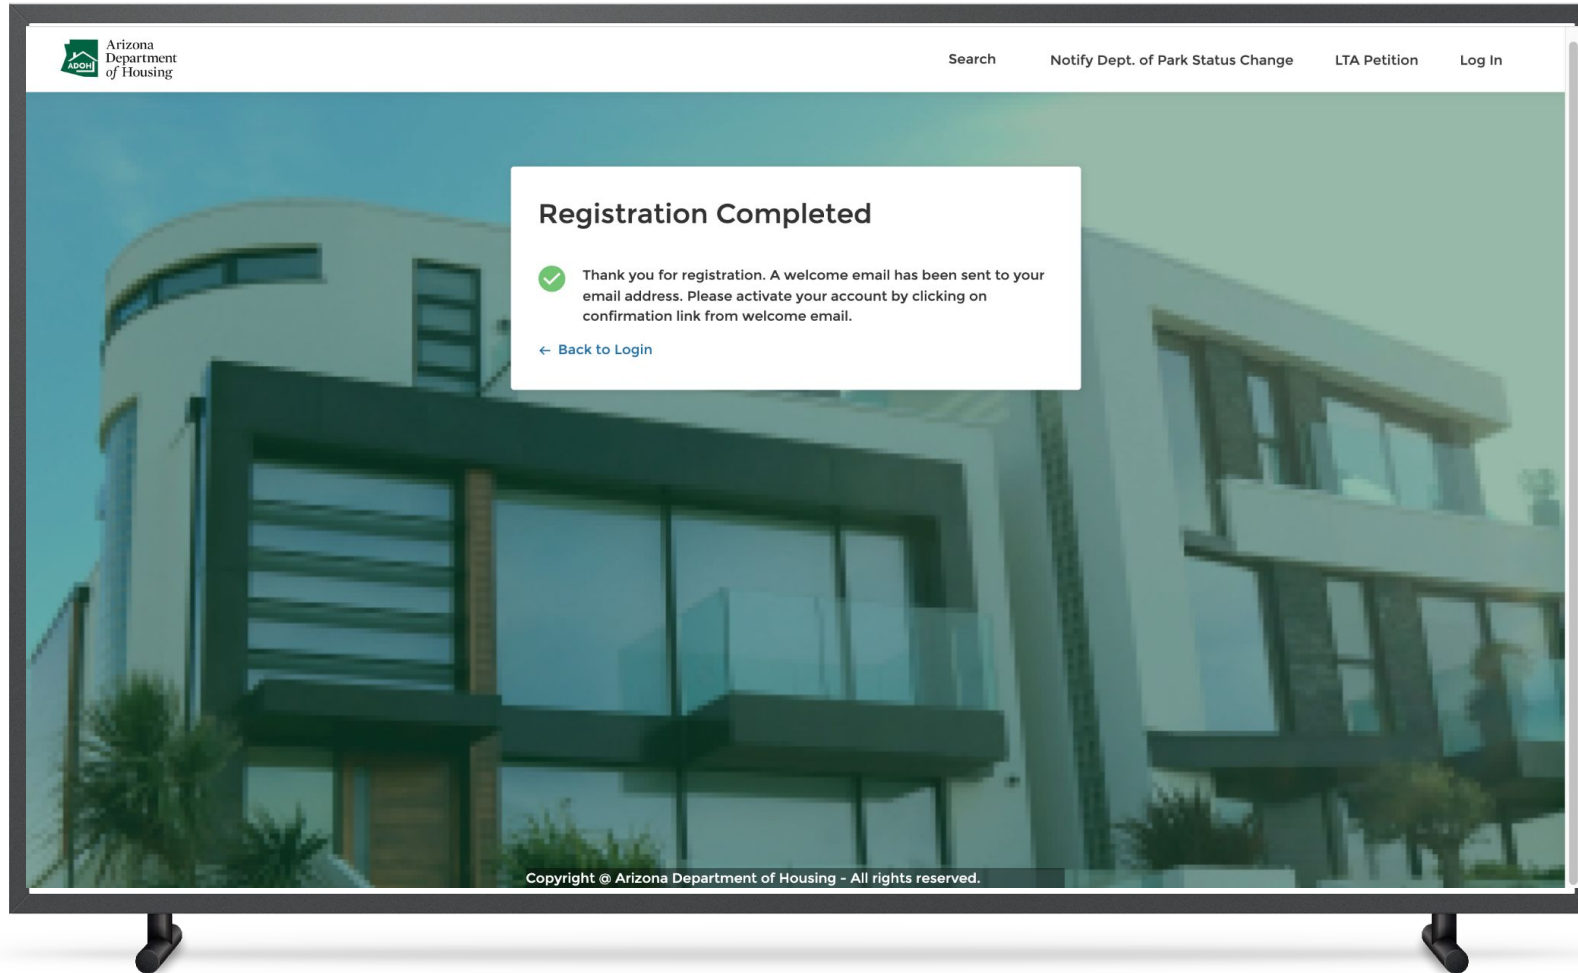 Arizona
Department
of Housing
ADOH
Search Notify Dept. of Park Status Change LTA Petition Log In
Registration Completed
Thank you for registration. A welcome email has been sent to your
email address. Please activate your account by clicking on
confirmation link from welcome email.
← Back to Login
Copyright @ Arizona Department of Housing - All rights reserved.